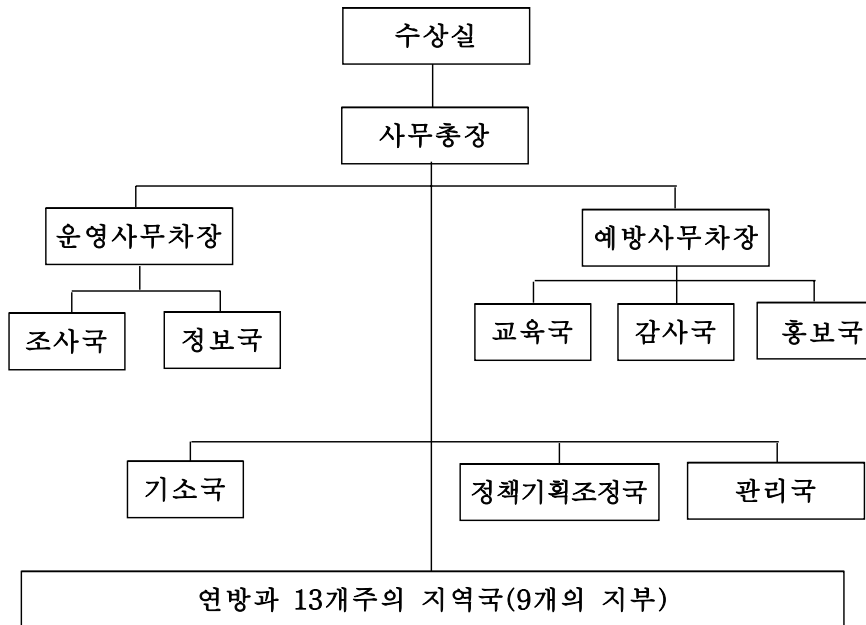 수상실
사무총장
운영사무차장
예방사무차장
조사국
정보국
교육국
감사국
홍보국
기소국
정책기획조정국
관리국
연방과 13개주의 지역국(9개의 지부)